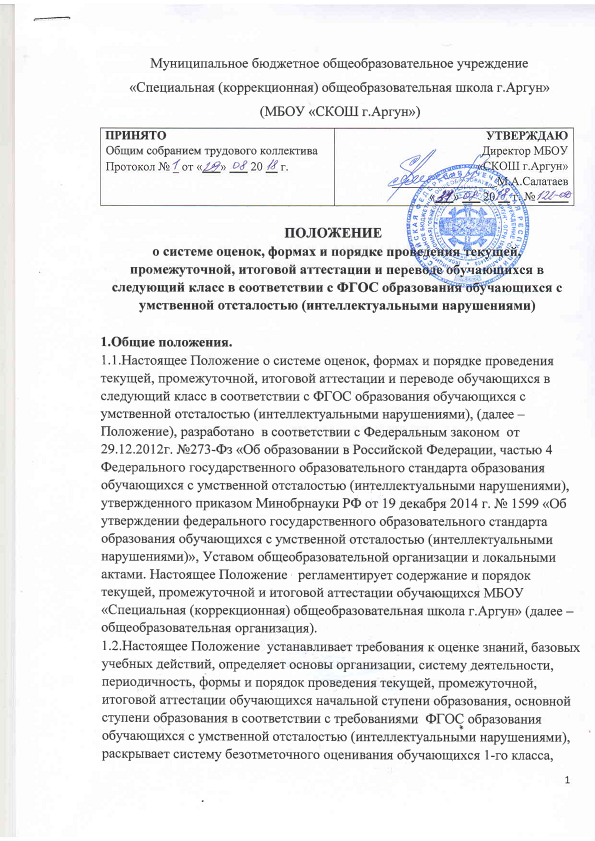 Муниципальное бюджетное общеобразовательное учреждение
«Специальная (коррекционная) общеобразовательная школа г.Аргун»
(МБОУ «СКОШ г.Аргун»)
ПРИНЯТО
Общим собранием трудового коллектива
Протокол № 1 от «29» 08 20 18 г.
УТВЕРЖДАЮ
Директор МБОУ
«СКОШ г.Аргун»
М.А.Салатаев
20 г. №
ПОЛОЖЕНИЕ
о системе оценок, формах и порядке проведения текущей,
промежуточной, итоговой аттестации и переводе обучающихся в
следующий класс в соответствии с ФГОС образования обучающихся с
умственной отсталостью (интеллектуальными нарушениями)
1.Общие положения.
1.1.Настоящее Положение о системе оценок, формах и порядке проведения
текущей, промежуточной, итоговой аттестации и переводе обучающихся в
следующий класс в соответствии с ФГОС образования обучающихся с
умственной отсталостью (интеллектуальными нарушениями), (далее –
Положение), разработано в соответствии с Федеральным законом от
29.12.2012г. №273-Фз «Об образовании в Российской Федерации, частью 4
Федерального государственного образовательного стандарта образования
обучающихся с умственной отсталостью (интеллектуальными нарушениями),
утвержденного приказом Минобрнауки РФ от 19 декабря 2014 г. № 1599 «Об
утверждении федерального государственного образовательного стандарта
образования обучающихся с умственной отсталостью (интеллектуальными
нарушениями)», Уставом общеобразовательной организации и локальными
актами. Настоящее Положение регламентирует содержание и порядок
текущей, промежуточной и итоговой аттестации обучающихся МБОУ
«Специальная (коррекционная) общеобразовательная школа г.Аргун» (далее –
общеобразовательная организация).
1.2.Настоящее Положение устанавливает требования к оценке знаний, базовых
учебных действий, определяет основы организации, систему деятельности,
периодичность, формы и порядок проведения текущей, промежуточной,
итоговой аттестации обучающихся начальной ступени образования, основной
ступени образования в соответствии с требованиями ФГОС образования
обучающихся с умственной отсталостью (интеллектуальными нарушениями),
раскрывает систему безотметочного оценивания обучающихся 1-го класса,
1